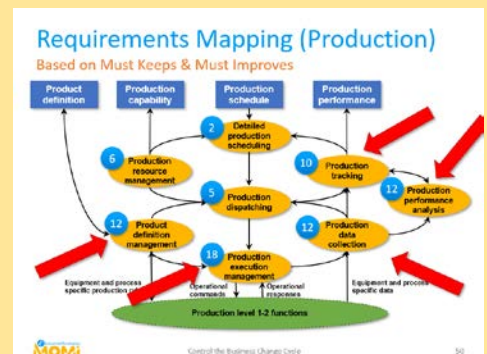 Requirements Mapping (Production)
Based on Must Keeps & Must Improves
Product
definition
Production
capability
Production
schedule
Production
performance
2
Detailed
production
scheduling
6
Production
resource
management
10
Production
tracking
12
Production
performance
analysis
5
Production
dispatching
12
Product
definition
management
12
Production
data
collection
18
Production
execution
management
Equipment and process
specific production
Operational
commands
Operational
responses
Equipment and process
specific data
Production level 1-2 functions
MOMi
Control the Business Change Cycle
50